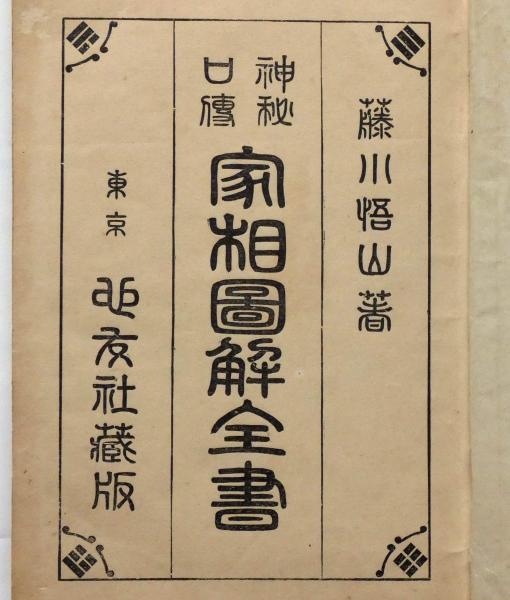 藤川悟山著
神秘
口傳
家相圖解全書
東京
社藏版